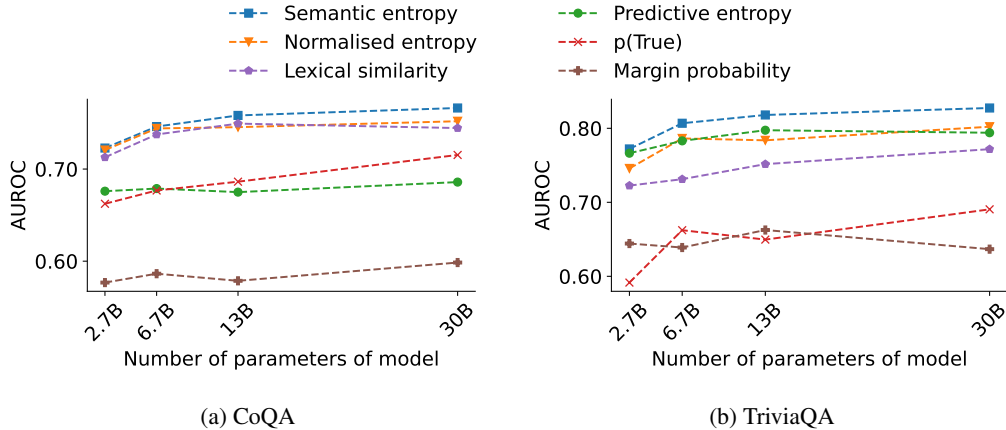 Semantic entropy
Normalised entropy
Lexical similarity
Predictive entropy
p(True)
Margin probability
AUROC
0.70
0.60
2.7B
6.7B
13B
30B
Number of parameters of model
(a) CoQA
AUROC
0.80
0.70
0.60
2.7B
6.7B
13B
30B
Number of parameters of model
(b) TriviaQA